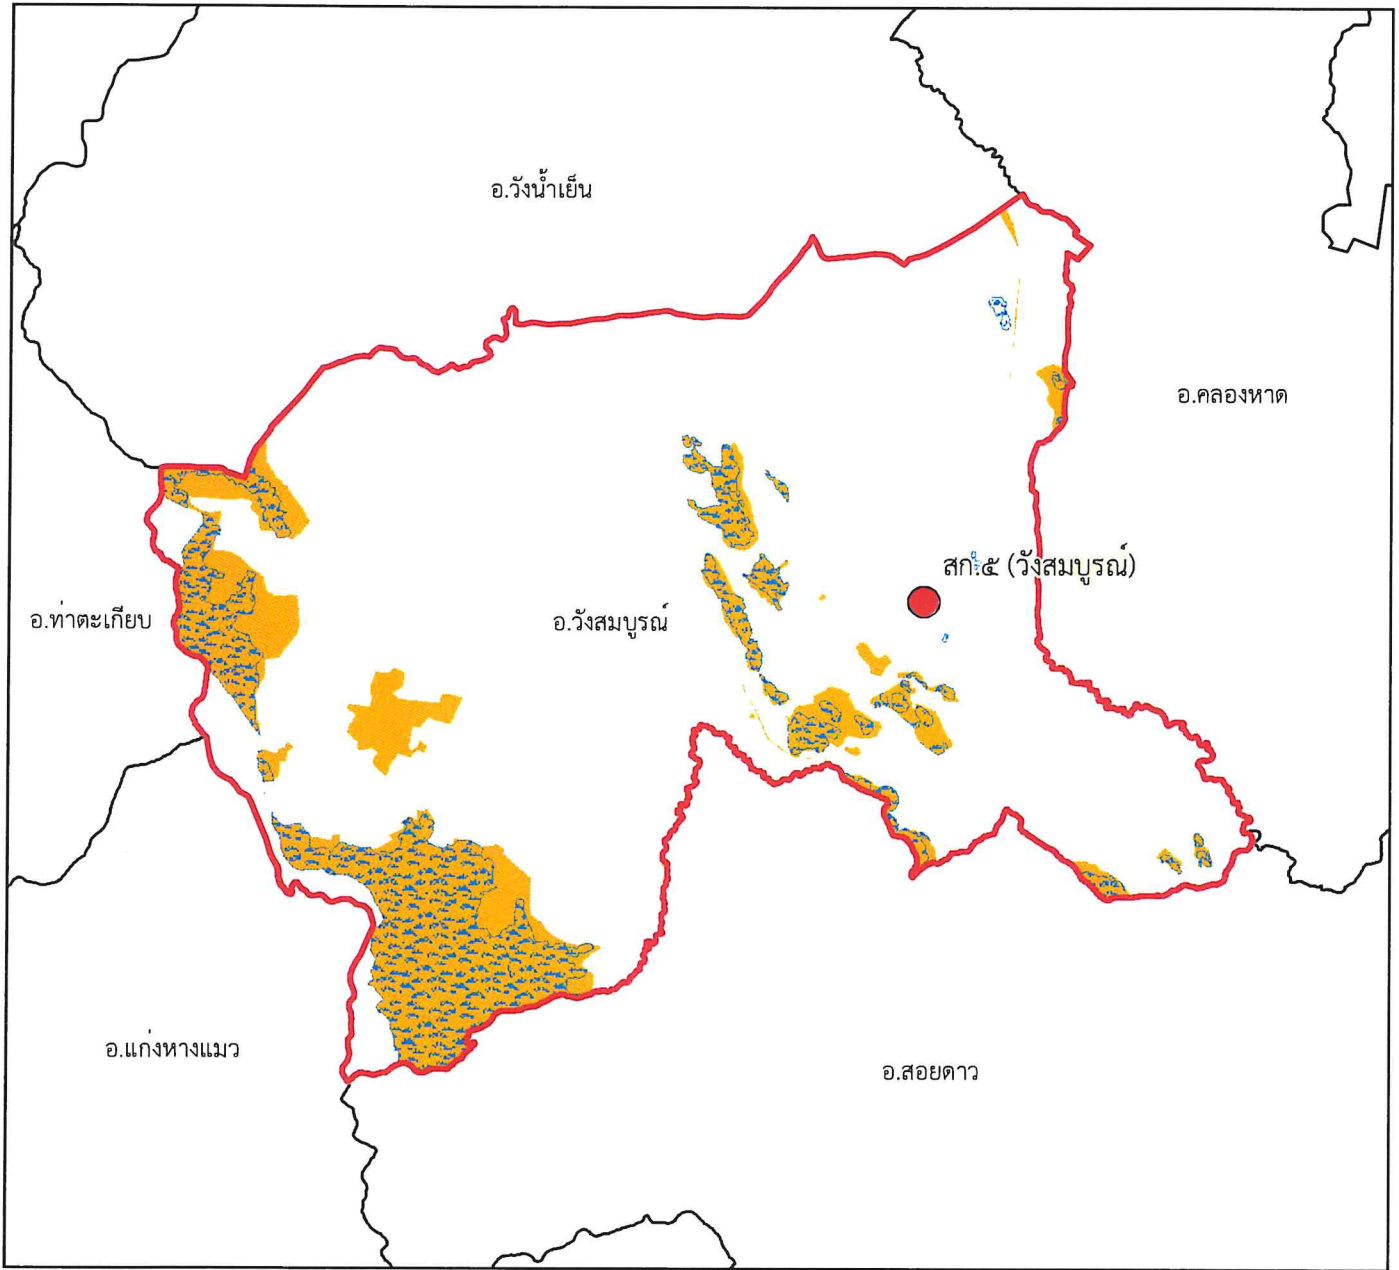 อ.วังน้ำเย็น
อ.คลองหาด
สก.๕ (วังสมบูรณ์)
อ.ท่าตะเกียบ
อ.วังสมบูรณ์
อ.แก่งหางแมว
อ.สอยดาว